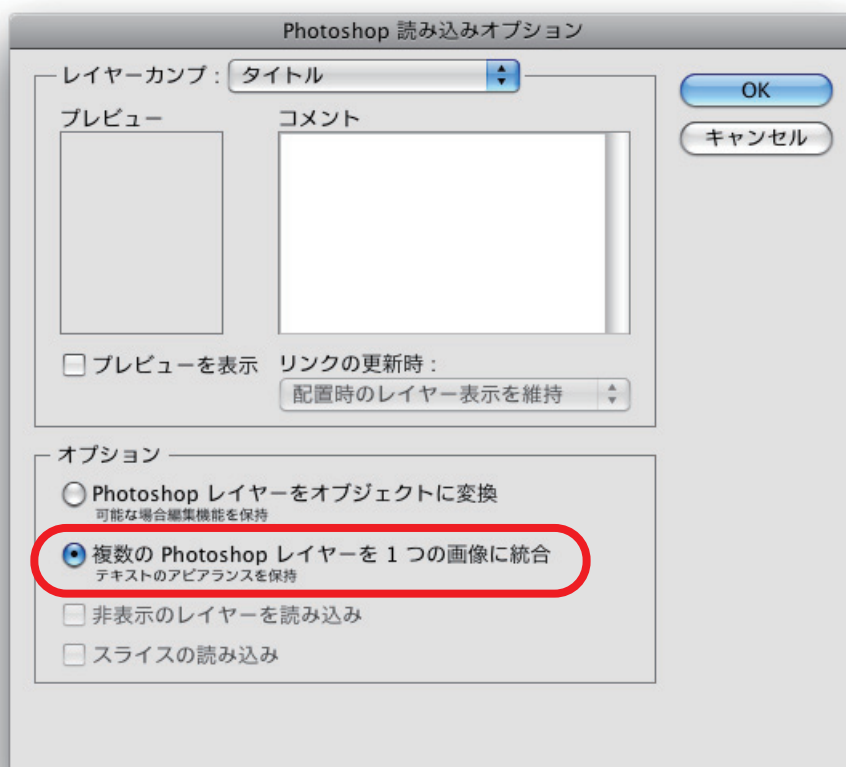 Photoshop 読み込みオプション
レイヤーカンプ : タイトル
OK
キャンセル
プレビュー
コメント
プレビューを表示
リンクの更新時 :
配置時のレイヤー表示を維持
オプション
Photoshop レイヤーをオブジェクトに変換
可能な場合編集機能を保持
複数の Photoshop レイヤーを 1 つの画像に統合
テキストのアピアランスを保持
非表示のレイヤーを読み込み
スライスの読み込み